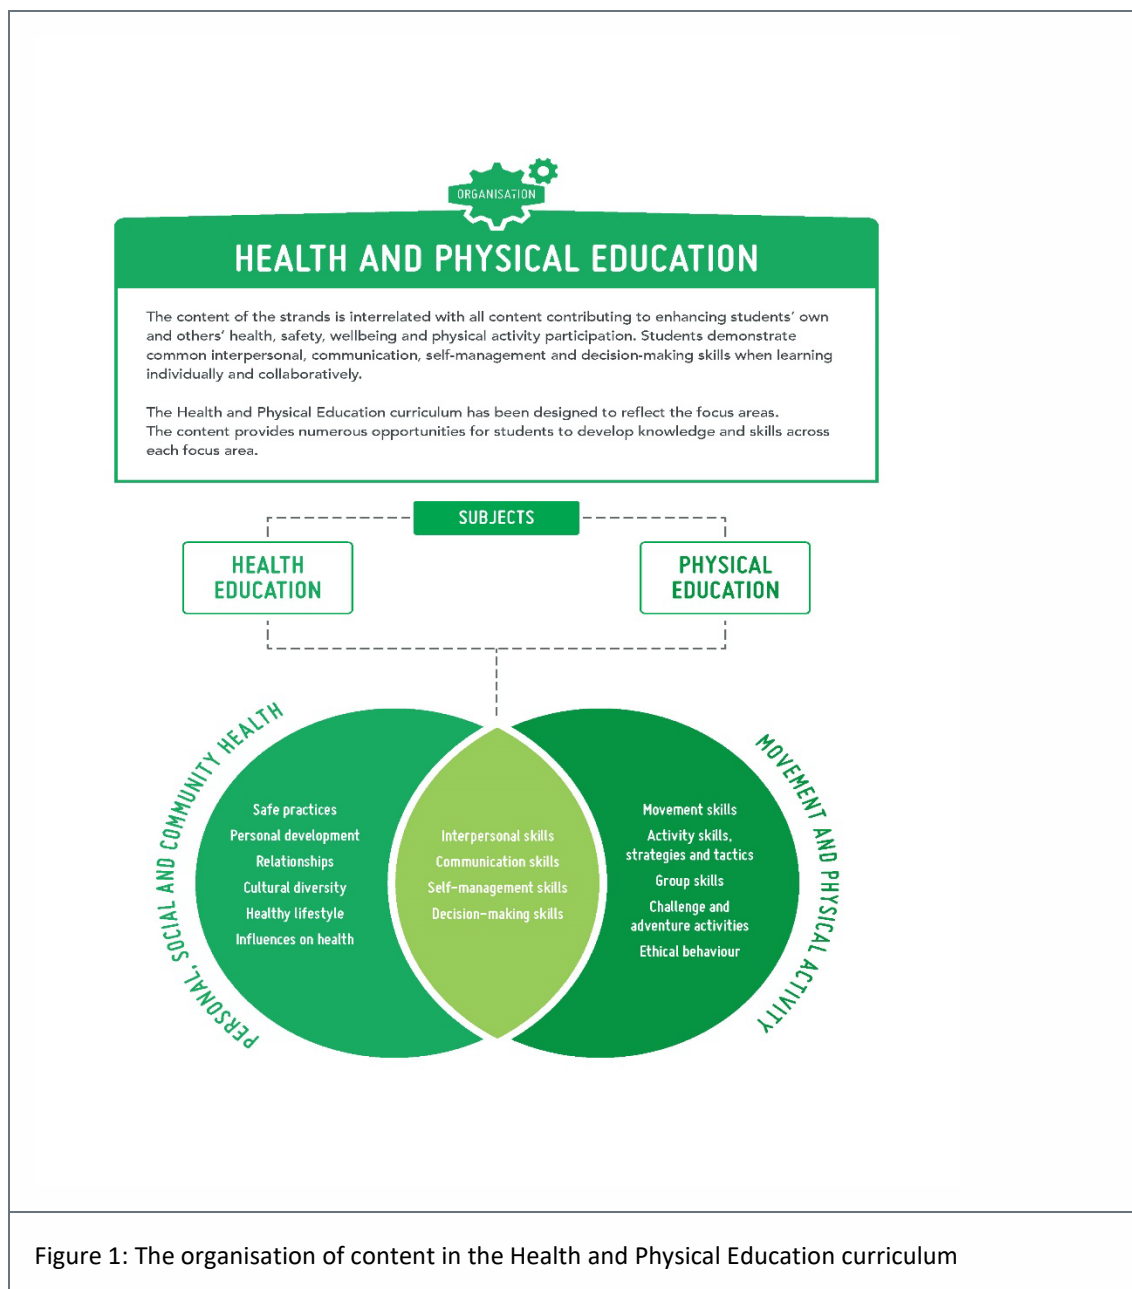 ORGANISATION
HEALTH AND PHYSICAL EDUCATION
The content of the strands is interrelated with all content contributing to enhancing students' own
and others' health, safety, wellbeing and physical activity participation. Students demonstrate
common interpersonal, communication, self-management and decision-making skills when learning
individually and collaboratively.
The Health and Physical Education curriculum has been designed to reflect the focus areas.
The content provides numerous opportunities for students to develop knowledge and skills across
each focus area.
SUBJECTS
HEALTH
EDUCATION
PHYSICAL
EDUCATION
PERSONAL, SOCIAL AND COMMUNITY HEALTH
Safe practices
Personal development
Relationships
Cultural diversity
Healthy lifestyle
Influences on health
Interpersonal skills
Communication skills
Self-management skills
Decision-making skills
Movement skills
Activity skills,
strategies and tactics
Group skills
Challenge and
adventure activities
Ethical behaviour
MOVEMENT AND PHYSICAL ACTIVITY
Figure 1: The organisation of content in the Health and Physical Education curriculum